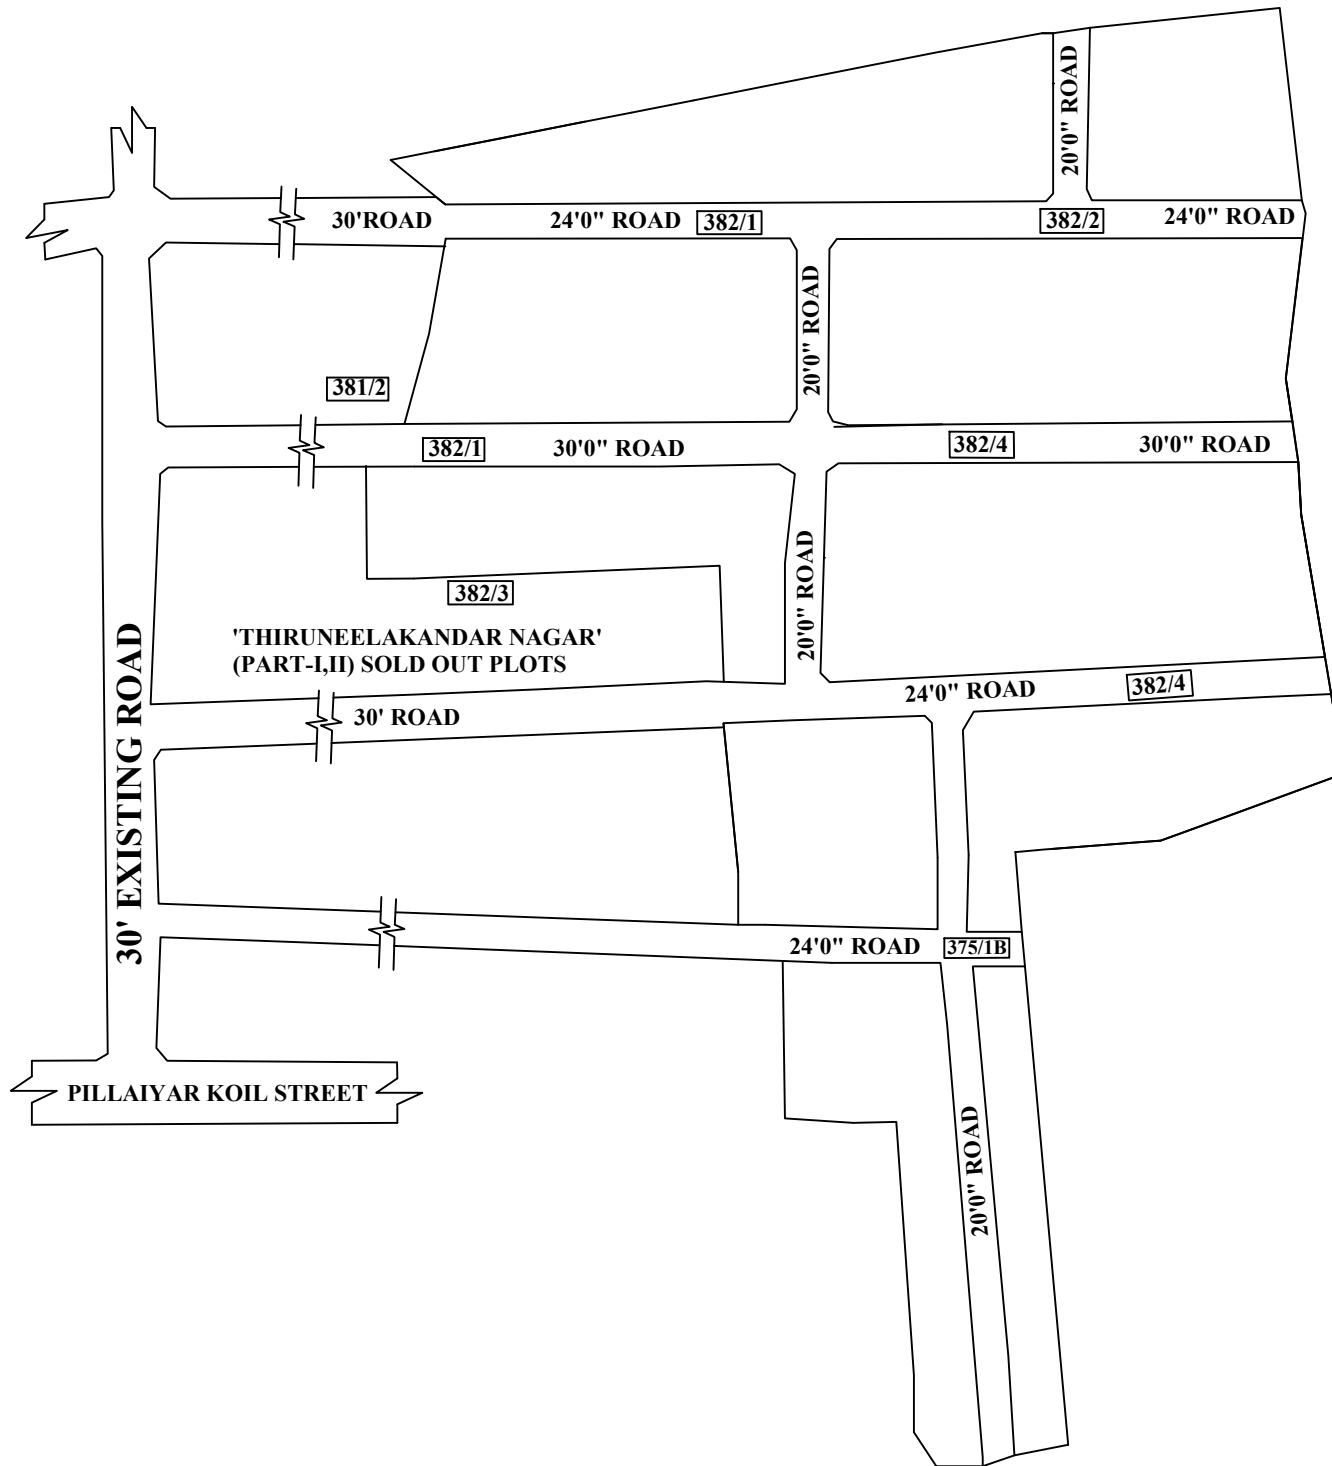 20'0" ROAD
30'ROAD
24'0" ROAD
382/1
382/2
24'0" ROAD
20'0" ROAD
381/2
382/1
30'0" ROAD
382/4
30'0" ROAD
20'0" ROAD
382/3
'THIRUNEELAKANDAR NAGAR'
(PART-I,II) SOLD OUT PLOTS
30' EXISTING ROAD
30' ROAD
24'0" ROAD
382/4
24'0" ROAD
375/1B
PILLAIYAR KOIL STREET
20'0" ROAD